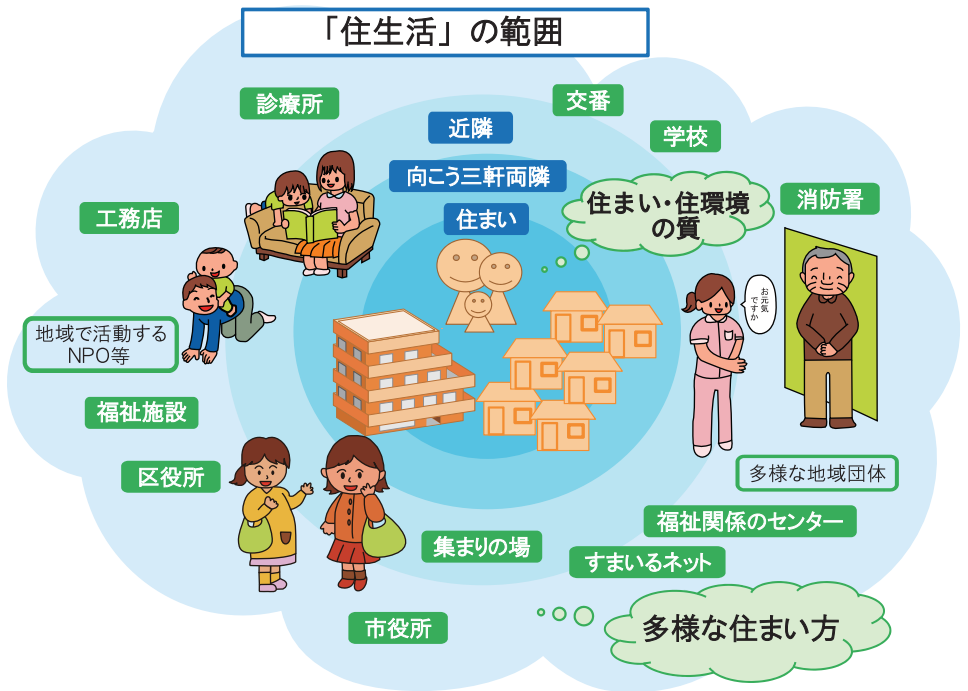 「住生活」の範囲
診療所
交番
近隣
学校
向こう三軒両隣
住まい・住環境
の質
消防署
工務店
住まい
お元気
ですか
地域で活動する
NPO等
福祉施設
区役所
多様な地域団体
福祉関係のセンター
集まりの場
すまいるネット
市役所
多様な住まい方